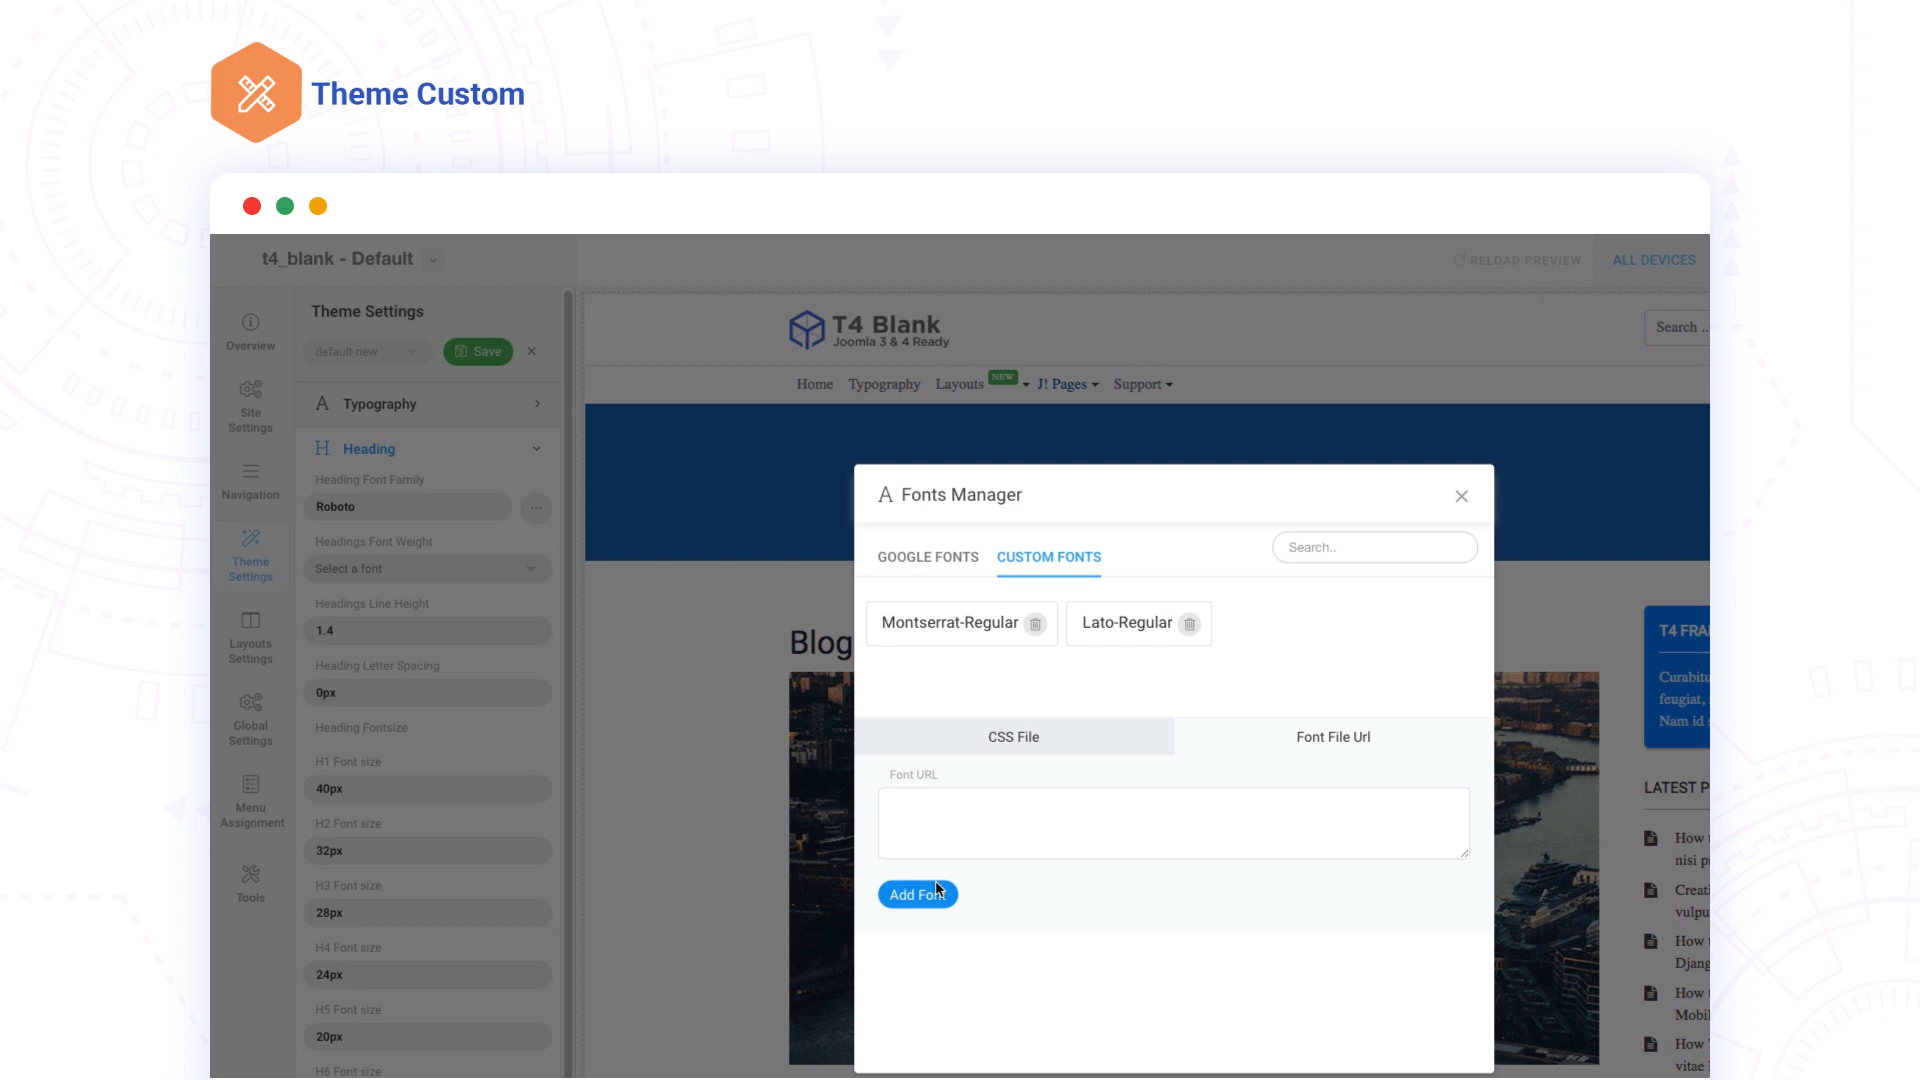 Theme Custom
t4_blank - Default
RELOAD PREVIEW
ALL DEVICES
Overview
Site
Settings
Navigation
Theme
Settings
Layouts
Settings
Global
Settings
Menu
Assignment
Tools
Theme Settings
default-new
Save
A Typography
H Heading
Heading Font Family
Roboto
Headings Font Weight
Select a font
Headings Line Height
1.4
Heading Letter Spacing
0px
Heading Fontsize
H1 Font size
40px
H2 Font size
32px
H3 Font size
28px
H4 Font size
24px
H5 Font size
20px
H6 Font size
T4 Blank
Joomla 3 & 4 Ready
Search ..
Home Typography Layouts NEW J! Pages Support
Blog
A Fonts Manager
GOOGLE FONTS
CUSTOM FONTS
Search..
Montserrat-Regular
Lato-Regular
CSS File
Font File Url
Font URL
Add Font
T4 FRA
Curabitu
feugiat,
Nam id
LATEST P
How
nisi p
Creati
vulpu
How
Djang
How
Mobil
How
vitae